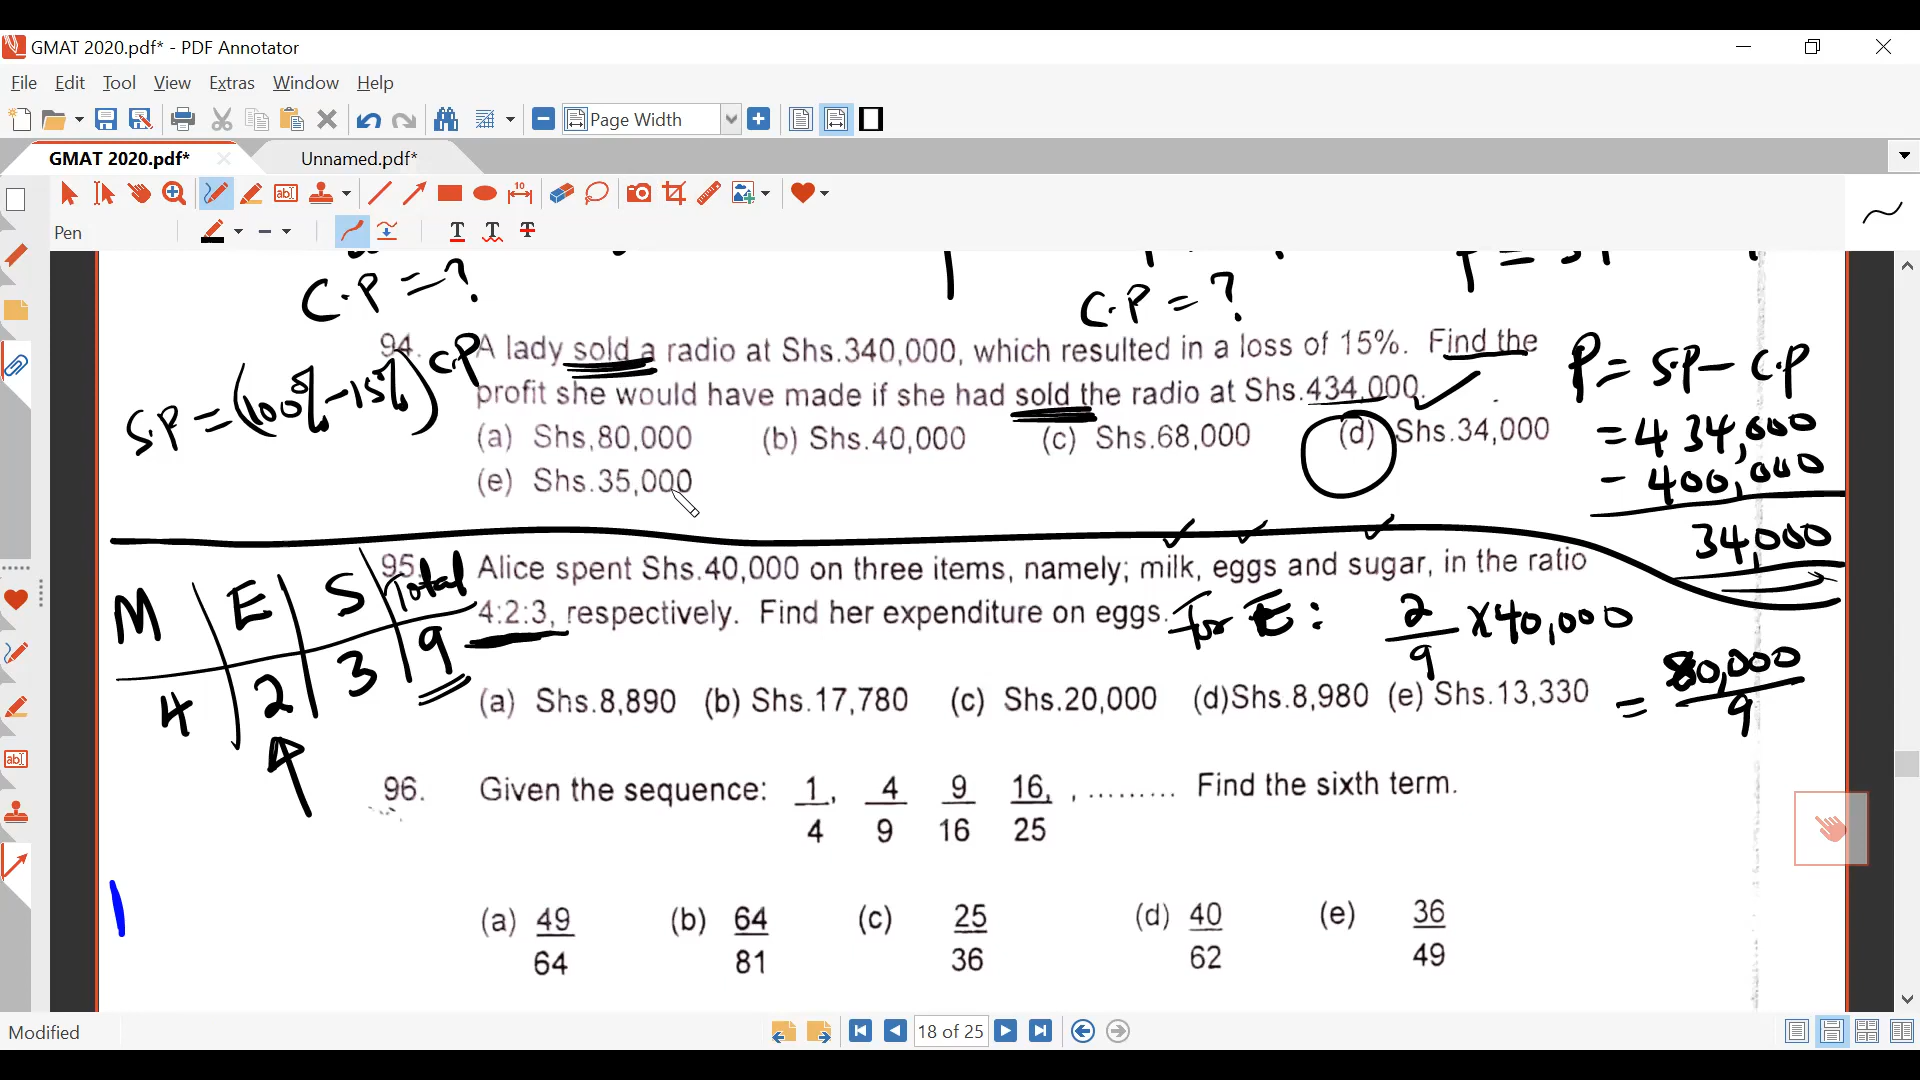 GMAT 2020.pdf* - PDF Annotator
File Edit Tool View Extras Window Help
Page Width
GMAT 2020.pdf* Unnamed.pdf*
Pen
C.P = ? C.P = ?
94. A lady sold a radio at Shs.340,000, which resulted in a loss of 15%. Find the
profit she would have made if she had sold the radio at Shs.434,000.
S.P = (100% - 15%) C.P
(a) Shs,80,000 (b) Shs.40,000 (c) Shs.68,000 (d) Shs.34,000
(e) Shs.35,000
P = S.P - C.P
= 434,000
- 400,000
34,000
95. Alice spent Shs.40,000 on three items, namely; milk, eggs and sugar, in the ratio
4:2:3, respectively. Find her expenditure on eggs.
M E S Total
4 2 3 9
For E: 2/9 x 40,000
= 80,000/9
(a) Shs.8,890 (b) Shs.17,780 (c) Shs.20,000 (d)Shs.8,980 (e) Shs.13,330
96. Given the sequence: 1/4, 4/9 9/16 16,/25 , ......... Find the sixth term.
(a) 49/64 (b) 64/81 (c) 25/36 (d) 40/62 (e) 36/49
Modified 18 of 25